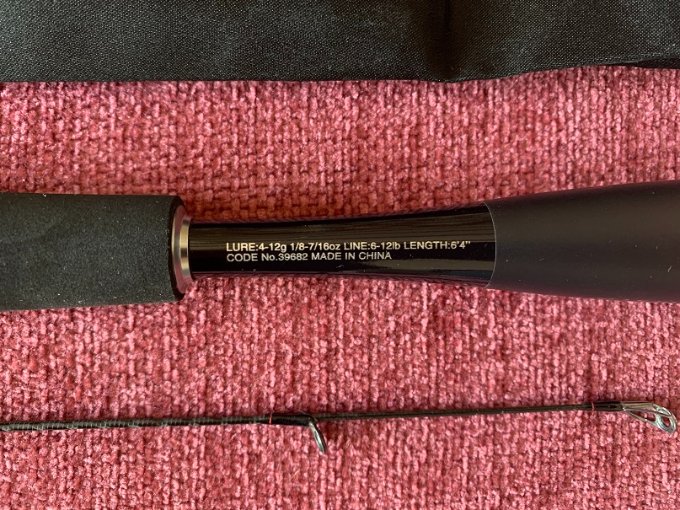 LURE:4-12g 1/8-7/16oz LINE:6-12lb LENGTH:6'4"
CODE No.39682 MADE IN CHINA